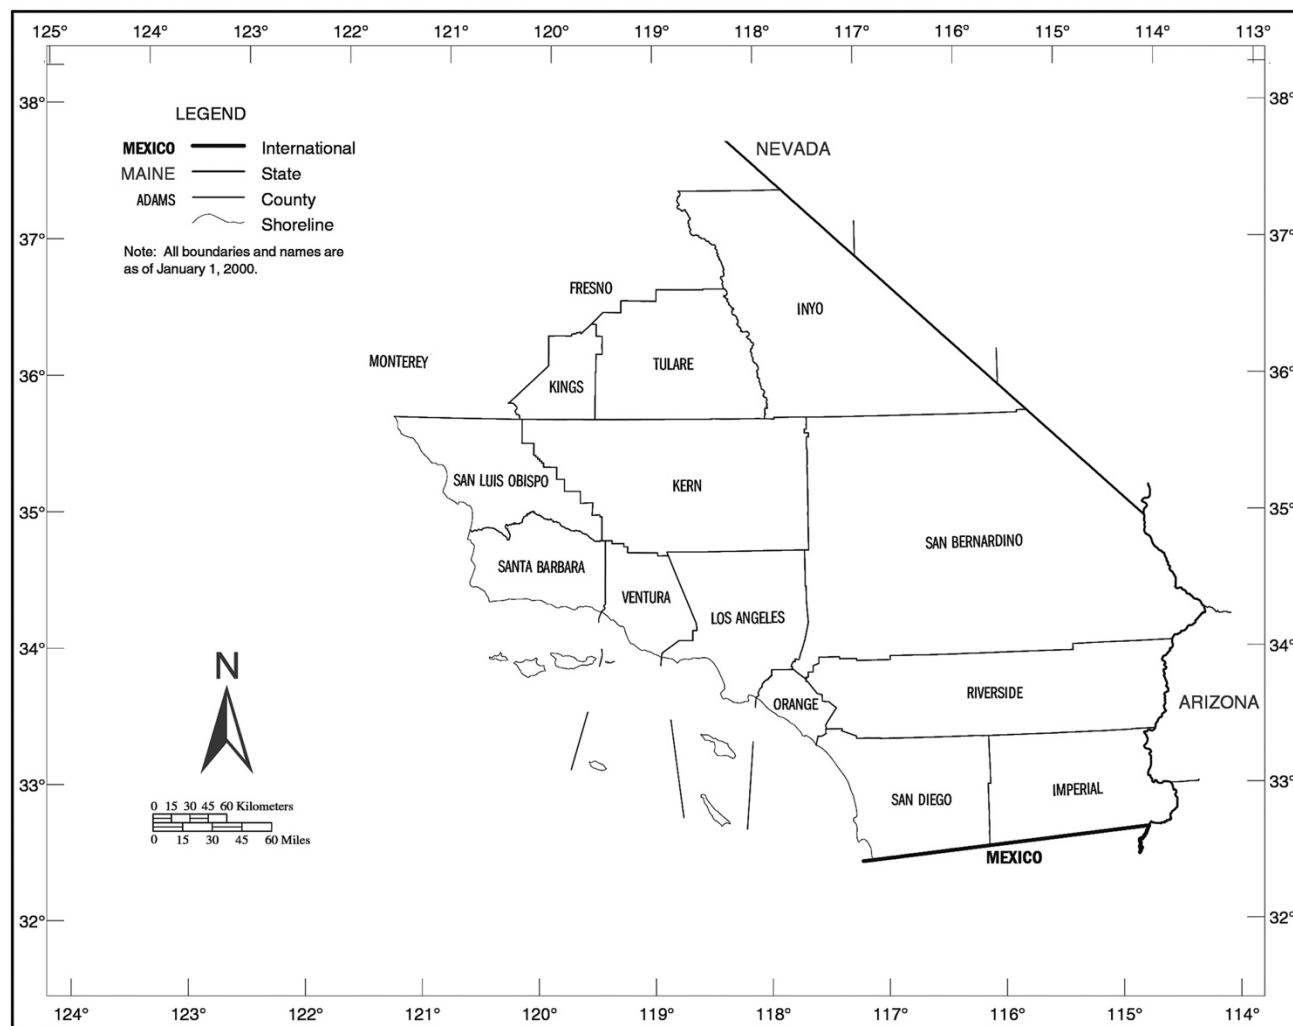 125° 124° 123° 122° 121° 120° 119° 118° 117° 116° 115° 114° 113°
38° 38°
LEGEND
MEXICO International
MAINE State
ADAMS County
Shoreline
Note: All boundaries and names are
as of January 1, 2000.
NEVADA
37° 37°
FRESNO
INYO
MONTEREY
TULARE
KINGS
36° 36°
SAN LUIS OBISPO
KERN
35° 35°
SAN BERNARDINO
SANTA BARBARA
VENTURA
LOS ANGELES
34° 34°
N
RIVERSIDE
ORANGE
ARIZONA
33° 33°
SAN DIEGO
IMPERIAL
0 15 30 45 60 Kilometers
0 15 30 45 60 Miles
MEXICO
32° 32°
124° 123° 122° 121° 120° 119° 118° 117° 116° 115° 114°